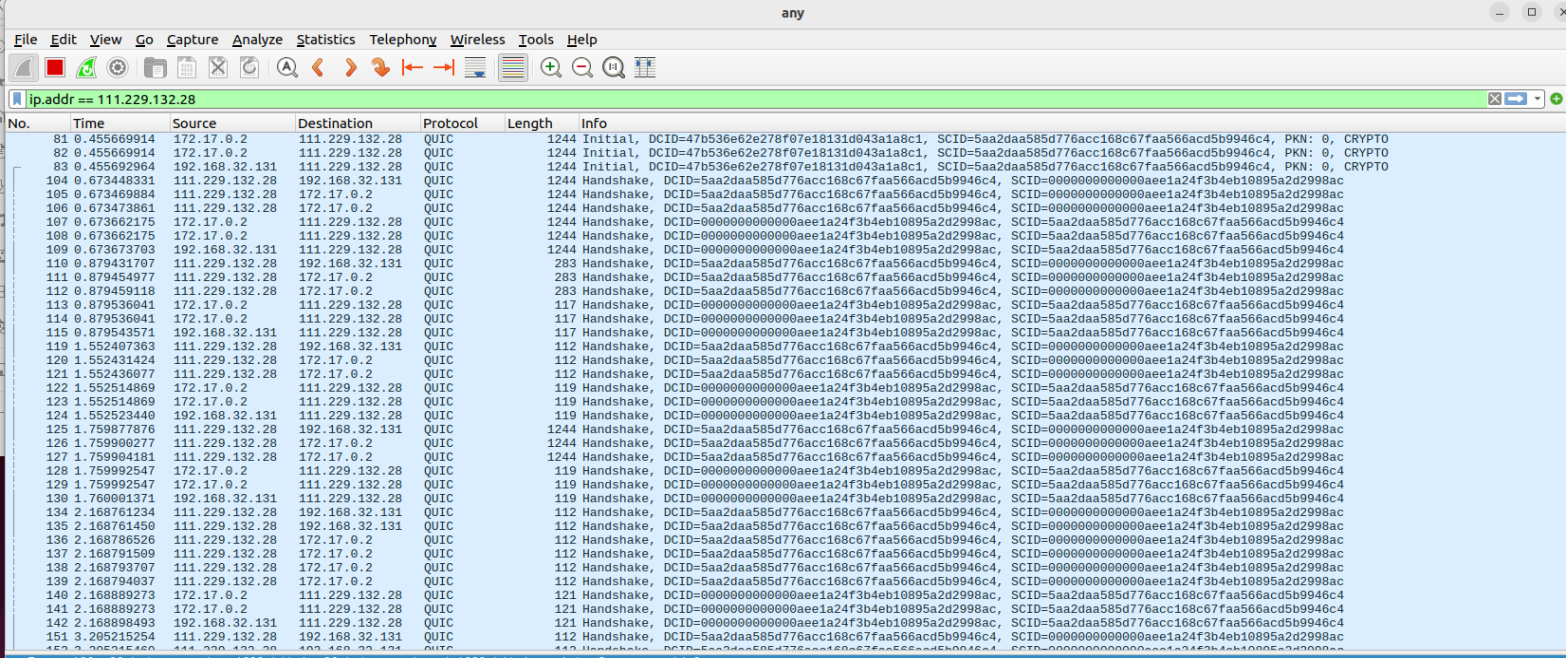 any
File Edit View Go Capture Analyze Statistics Telephony Wireless Tools Help
ip.addr == 111.229.132.28
No. Time Source Destination Protocol Length Info
81 0.455669914 172.17.0.2 111.229.132.28 QUIC 1244 Initial, DCID=47b536e62e278f07e18131d043a1a8c1, SCID=5aa2daa585d776acc168c67faa566acd5b9946c4, PKN: 0, CRYPTO
82 0.455669914 172.17.0.2 111.229.132.28 QUIC 1244 Initial, DCID=47b536e62e278f07e18131d043a1a8c1, SCID=5aa2daa585d776acc168c67faa566acd5b9946c4, PKN: 0, CRYPTO
83 0.455692964 192.168.32.131 111.229.132.28 QUIC 1244 Initial, DCID=47b536e62e278f07e18131d043a1a8c1, SCID=5aa2daa585d776acc168c67faa566acd5b9946c4, PKN: 0, CRYPTO
104 0.673448331 111.229.132.28 192.168.32.131 QUIC 1244 Handshake, DCID=5aa2daa585d776acc168c67faa566acd5b9946c4, SCID=0000000000000aee1a24f3b4eb10895a2d2998ac
105 0.673469884 111.229.132.28 172.17.0.2 QUIC 1244 Handshake, DCID=5aa2daa585d776acc168c67faa566acd5b9946c4, SCID=0000000000000aee1a24f3b4eb10895a2d2998ac
106 0.673473861 111.229.132.28 172.17.0.2 QUIC 1244 Handshake, DCID=5aa2daa585d776acc168c67faa566acd5b9946c4, SCID=0000000000000aee1a24f3b4eb10895a2d2998ac
107 0.673662175 172.17.0.2 111.229.132.28 QUIC 1244 Handshake, DCID=0000000000000aee1a24f3b4eb10895a2d2998ac, SCID=5aa2daa585d776acc168c67faa566acd5b9946c4
108 0.673662175 172.17.0.2 111.229.132.28 QUIC 1244 Handshake, DCID=0000000000000aee1a24f3b4eb10895a2d2998ac, SCID=5aa2daa585d776acc168c67faa566acd5b9946c4
109 0.673673703 192.168.32.131 111.229.132.28 QUIC 1244 Handshake, DCID=0000000000000aee1a24f3b4eb10895a2d2998ac, SCID=5aa2daa585d776acc168c67faa566acd5b9946c4
110 0.879431707 111.229.132.28 192.168.32.131 QUIC 283 Handshake, DCID=5aa2daa585d776acc168c67faa566acd5b9946c4, SCID=0000000000000aee1a24f3b4eb10895a2d2998ac
111 0.879454977 111.229.132.28 172.17.0.2 QUIC 283 Handshake, DCID=5aa2daa585d776acc168c67faa566acd5b9946c4, SCID=0000000000000aee1a24f3b4eb10895a2d2998ac
112 0.879459118 111.229.132.28 172.17.0.2 QUIC 283 Handshake, DCID=5aa2daa585d776acc168c67faa566acd5b9946c4, SCID=0000000000000aee1a24f3b4eb10895a2d2998ac
113 0.879536041 172.17.0.2 111.229.132.28 QUIC 117 Handshake, DCID=0000000000000aee1a24f3b4eb10895a2d2998ac, SCID=5aa2daa585d776acc168c67faa566acd5b9946c4
114 0.879536041 172.17.0.2 111.229.132.28 QUIC 117 Handshake, DCID=0000000000000aee1a24f3b4eb10895a2d2998ac, SCID=5aa2daa585d776acc168c67faa566acd5b9946c4
115 0.879543571 192.168.32.131 111.229.132.28 QUIC 117 Handshake, DCID=0000000000000aee1a24f3b4eb10895a2d2998ac, SCID=5aa2daa585d776acc168c67faa566acd5b9946c4
119 1.552407363 111.229.132.28 192.168.32.131 QUIC 112 Handshake, DCID=5aa2daa585d776acc168c67faa566acd5b9946c4, SCID=0000000000000aee1a24f3b4eb10895a2d2998ac
120 1.552431424 111.229.132.28 172.17.0.2 QUIC 112 Handshake, DCID=5aa2daa585d776acc168c67faa566acd5b9946c4, SCID=0000000000000aee1a24f3b4eb10895a2d2998ac
121 1.552436077 111.229.132.28 172.17.0.2 QUIC 112 Handshake, DCID=5aa2daa585d776acc168c67faa566acd5b9946c4, SCID=0000000000000aee1a24f3b4eb10895a2d2998ac
122 1.552514869 172.17.0.2 111.229.132.28 QUIC 119 Handshake, DCID=0000000000000aee1a24f3b4eb10895a2d2998ac, SCID=5aa2daa585d776acc168c67faa566acd5b9946c4
123 1.552514869 172.17.0.2 111.229.132.28 QUIC 119 Handshake, DCID=0000000000000aee1a24f3b4eb10895a2d2998ac, SCID=5aa2daa585d776acc168c67faa566acd5b9946c4
124 1.552523440 192.168.32.131 111.229.132.28 QUIC 119 Handshake, DCID=0000000000000aee1a24f3b4eb10895a2d2998ac, SCID=5aa2daa585d776acc168c67faa566acd5b9946c4
125 1.759877876 111.229.132.28 192.168.32.131 QUIC 1244 Handshake, DCID=5aa2daa585d776acc168c67faa566acd5b9946c4, SCID=0000000000000aee1a24f3b4eb10895a2d2998ac
126 1.759900277 111.229.132.28 172.17.0.2 QUIC 1244 Handshake, DCID=5aa2daa585d776acc168c67faa566acd5b9946c4, SCID=0000000000000aee1a24f3b4eb10895a2d2998ac
127 1.759904181 111.229.132.28 172.17.0.2 QUIC 1244 Handshake, DCID=5aa2daa585d776acc168c67faa566acd5b9946c4, SCID=0000000000000aee1a24f3b4eb10895a2d2998ac
128 1.759992547 172.17.0.2 111.229.132.28 QUIC 119 Handshake, DCID=0000000000000aee1a24f3b4eb10895a2d2998ac, SCID=5aa2daa585d776acc168c67faa566acd5b9946c4
129 1.759992547 172.17.0.2 111.229.132.28 QUIC 119 Handshake, DCID=0000000000000aee1a24f3b4eb10895a2d2998ac, SCID=5aa2daa585d776acc168c67faa566acd5b9946c4
130 1.760001371 192.168.32.131 111.229.132.28 QUIC 119 Handshake, DCID=0000000000000aee1a24f3b4eb10895a2d2998ac, SCID=5aa2daa585d776acc168c67faa566acd5b9946c4
134 2.168761234 111.229.132.28 192.168.32.131 QUIC 112 Handshake, DCID=5aa2daa585d776acc168c67faa566acd5b9946c4, SCID=0000000000000aee1a24f3b4eb10895a2d2998ac
135 2.168761450 111.229.132.28 192.168.32.131 QUIC 112 Handshake, DCID=5aa2daa585d776acc168c67faa566acd5b9946c4, SCID=0000000000000aee1a24f3b4eb10895a2d2998ac
136 2.168786526 111.229.132.28 172.17.0.2 QUIC 112 Handshake, DCID=5aa2daa585d776acc168c67faa566acd5b9946c4, SCID=0000000000000aee1a24f3b4eb10895a2d2998ac
137 2.168791509 111.229.132.28 172.17.0.2 QUIC 112 Handshake, DCID=5aa2daa585d776acc168c67faa566acd5b9946c4, SCID=0000000000000aee1a24f3b4eb10895a2d2998ac
138 2.168793707 111.229.132.28 172.17.0.2 QUIC 112 Handshake, DCID=5aa2daa585d776acc168c67faa566acd5b9946c4, SCID=0000000000000aee1a24f3b4eb10895a2d2998ac
139 2.168794037 111.229.132.28 172.17.0.2 QUIC 112 Handshake, DCID=5aa2daa585d776acc168c67faa566acd5b9946c4, SCID=0000000000000aee1a24f3b4eb10895a2d2998ac
140 2.168889273 172.17.0.2 111.229.132.28 QUIC 121 Handshake, DCID=0000000000000aee1a24f3b4eb10895a2d2998ac, SCID=5aa2daa585d776acc168c67faa566acd5b9946c4
141 2.168889273 172.17.0.2 111.229.132.28 QUIC 121 Handshake, DCID=0000000000000aee1a24f3b4eb10895a2d2998ac, SCID=5aa2daa585d776acc168c67faa566acd5b9946c4
142 2.168898493 192.168.32.131 111.229.132.28 QUIC 121 Handshake, DCID=0000000000000aee1a24f3b4eb10895a2d2998ac, SCID=5aa2daa585d776acc168c67faa566acd5b9946c4
151 3.205215254 111.229.132.28 192.168.32.131 QUIC 112 Handshake, DCID=5aa2daa585d776acc168c67faa566acd5b9946c4, SCID=0000000000000aee1a24f3b4eb10895a2d2998ac